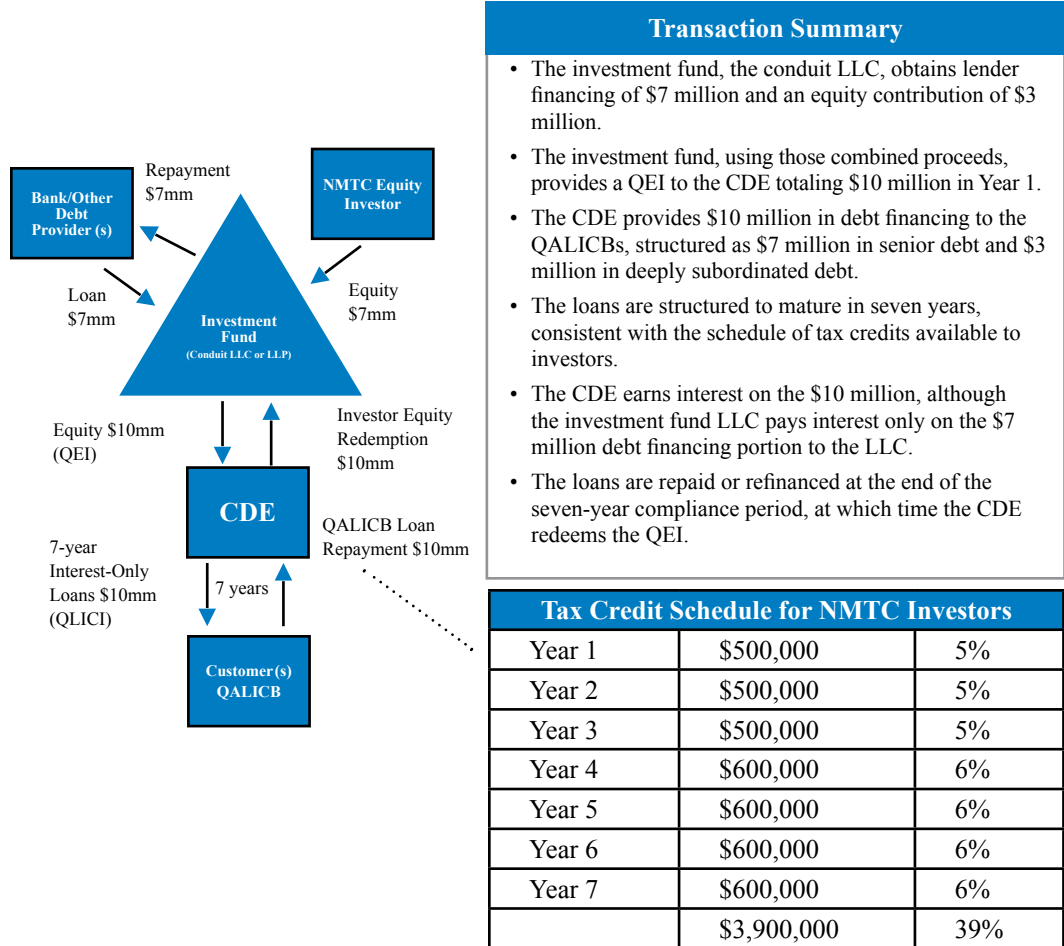 Repayment
$7mm
Bank/Other
Debt
Provider (s)
NMTC Equity
Investor
Loan
$7mm
Equity
$7mm
Investment
Fund
(Conduit LLC or LLP)
Equity $10mm
(QEI)
Investor Equity
Redemption
$10mm
CDE
QALICB Loan
Repayment $10mm
7-year
Interest-Only
Loans $10mm
(QLICI)
7 years
Customer(s)
QALICB
Transaction Summary
• The investment fund, the conduit LLC, obtains lender
financing of $7 million and an equity contribution of $3
million.
• The investment fund, using those combined proceeds,
provides a QEI to the CDE totaling $10 million in Year 1.
• The CDE provides $10 million in debt financing to the
QALICBs, structured as $7 million in senior debt and $3
million in deeply subordinated debt.
• The loans are structured to mature in seven years,
consistent with the schedule of tax credits available to
investors.
• The CDE earns interest on the $10 million, although
the investment fund LLC pays interest only on the $7
million debt financing portion to the LLC.
• The loans are repaid or refinanced at the end of the
seven-year compliance period, at which time the CDE
redeems the QEI.
Tax Credit Schedule for NMTC Investors
Year 1 $500,000 5%
Year 2 $500,000 5%
Year 3 $500,000 5%
Year 4 $600,000 6%
Year 5 $600,000 6%
Year 6 $600,000 6%
Year 7 $600,000 6%
$3,900,000 39%